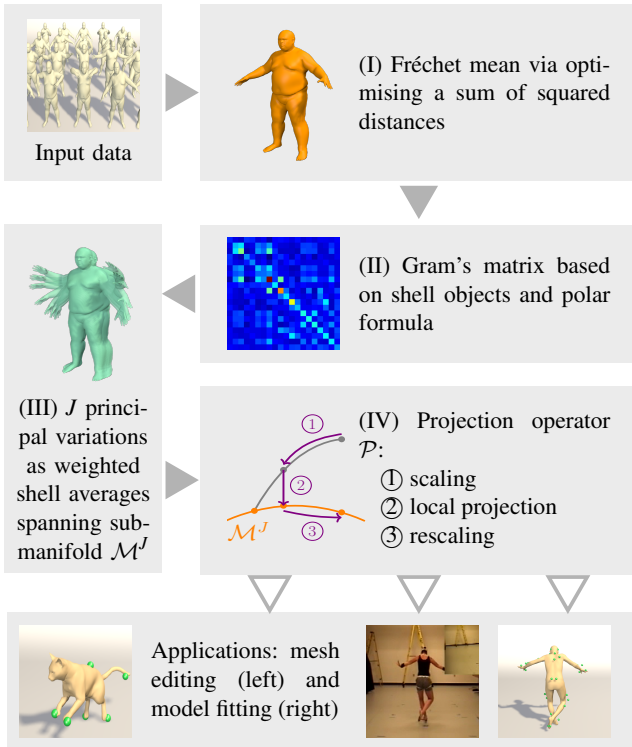 Input data
(I) Fréchet mean via opti-
mising a sum of squared
distances
(II) Gram's matrix based
on shell objects and polar
formula
(III) J princi-
pal variations
as weighted
shell averages
spanning sub-
manifold 𝓜ᴶ
1
2
3
𝓜ᴶ
(IV) Projection operator
𝒫:
① scaling
② local projection
③ rescaling
Applications: mesh
editing (left) and
model fitting (right)